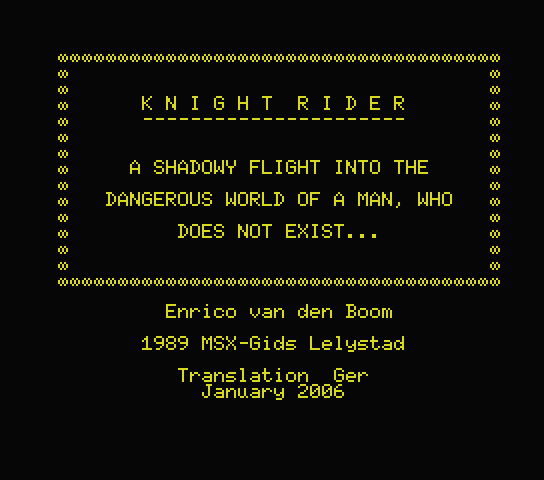 K N I G H T  R I D E R
A SHADOWY FLIGHT INTO THE
DANGEROUS WORLD OF A MAN, WHO
DOES NOT EXIST...
Enrico van den Boom
1989 MSX-Gids Lelystad
Translation  Ger
January 2006